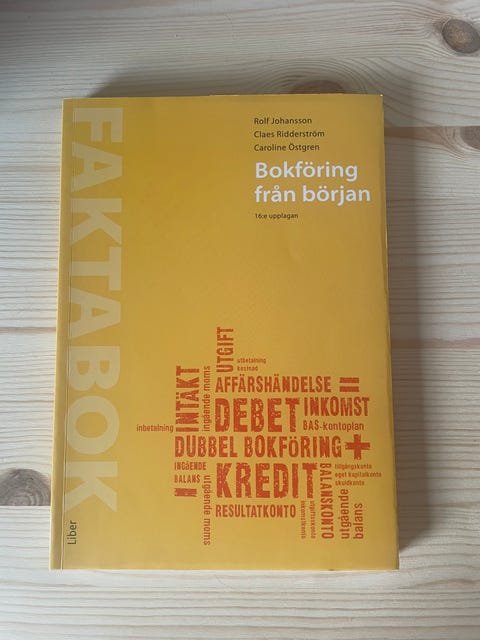 FAKTABOK
Rolf Johansson
Claes Ridderström
Caroline Östgren
Bokföring
från början
16:e upplagan
UTGIFT
utbetalning
kostnad
INTÄKT
ingående moms
AFFÄRSHÄNDELSE =
inbetalning
DEBET
INKOMST
BAS-kontoplan
DUBBEL BOKFÖRING +
INGÅENDE
BALANS
-
utgående moms
KREDIT
RESULTATKONTO
inkomstkonto
utgiftskonto
BALANSKONTO
tillgångskonto
eget kapitalkonto
skuldkonto
utgående
balans
Liber